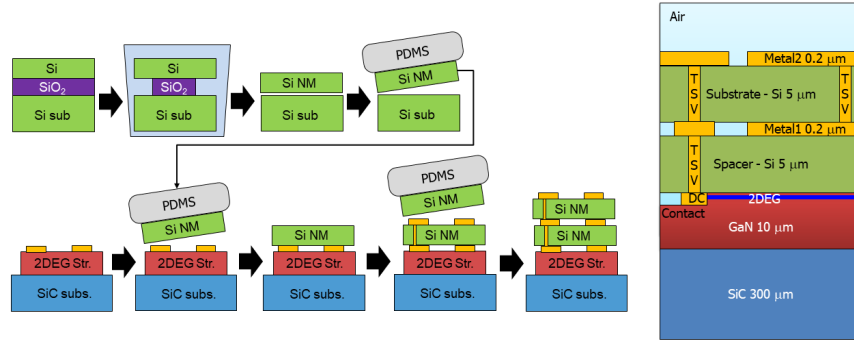 Si
SiO2
Si sub
Si
SiO2
Si sub
Si NM
Si sub
PDMS
Si NM
Si sub
PDMS
Si NM
2DEG Str.
SiC subs.
2DEG Str.
SiC subs.
Si NM
2DEG Str.
SiC subs.
PDMS
Si NM
Si NM
2DEG Str.
SiC subs.
Si NM
Si NM
2DEG Str.
SiC subs.
Air
Metal2 0.2 μm
TSV
Substrate - Si 5 μm
TSV
Metal1 0.2 μm
TSV
Spacer - Si 5 μm
DC
2DEG
Contact
GaN 10 μm
SiC 300 μm